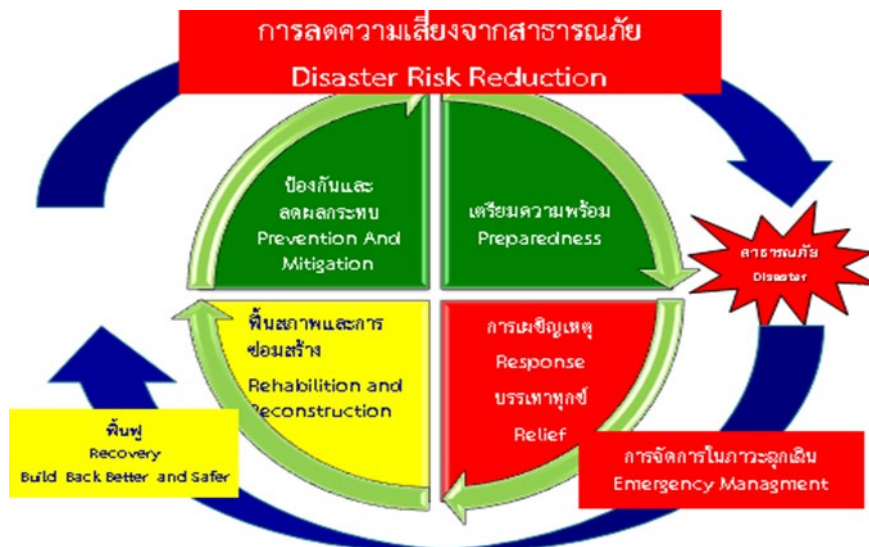 การลดความเสี่ยงจากสาธารณภัย
Disaster Risk Reduction
ป้องกันและ
ลดผลกระทบ
Prevention And
Mitigation
เตรียมความพร้อม
Preparedness
สาธารณภัย
Disaster
ฟื้นสภาพและการ
ซ่อมสร้าง
Rehabilition and
Reconstruction
การเผชิญเหตุ
Response
บรรเทาทุกข์
Relief
ฟื้นฟู
Recovery
Build Back Better and Safer
การจัดการในภาวะฉุกเฉิน
Emergency Managment